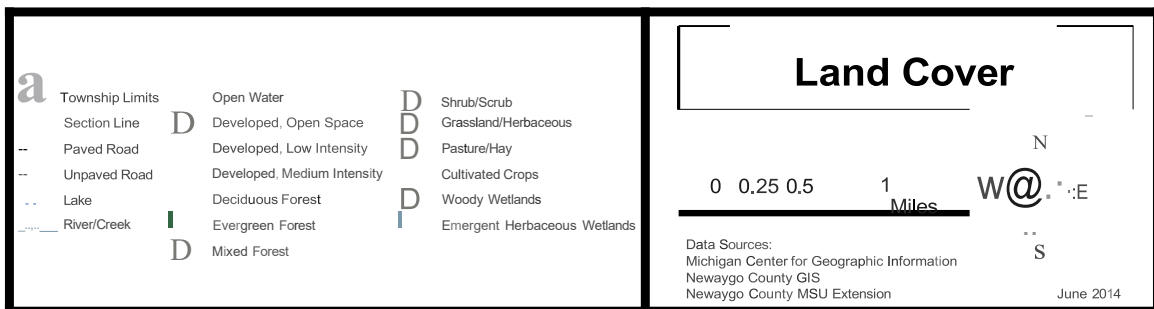 a Township Limits
Section Line
-- Paved Road
-- Unpaved Road
Lake
River/Creek
Open Water
D Developed, Open Space
Developed, Low Intensity
Developed, Medium Intensity
Deciduous Forest
Evergreen Forest
D Mixed Forest
D Shrub/Scrub
D Grassland/Herbaceous
D Pasture/Hay
Cultivated Crops
D Woody Wetlands
Emergent Herbaceous Wetlands
Land Cover
0 0.25 0.5 1
Miles
N
W@.·.:E
S
Data Sources:
Michigan Center for Geographic Information
Newaygo County GIS
Newaygo County MSU Extension
June 2014